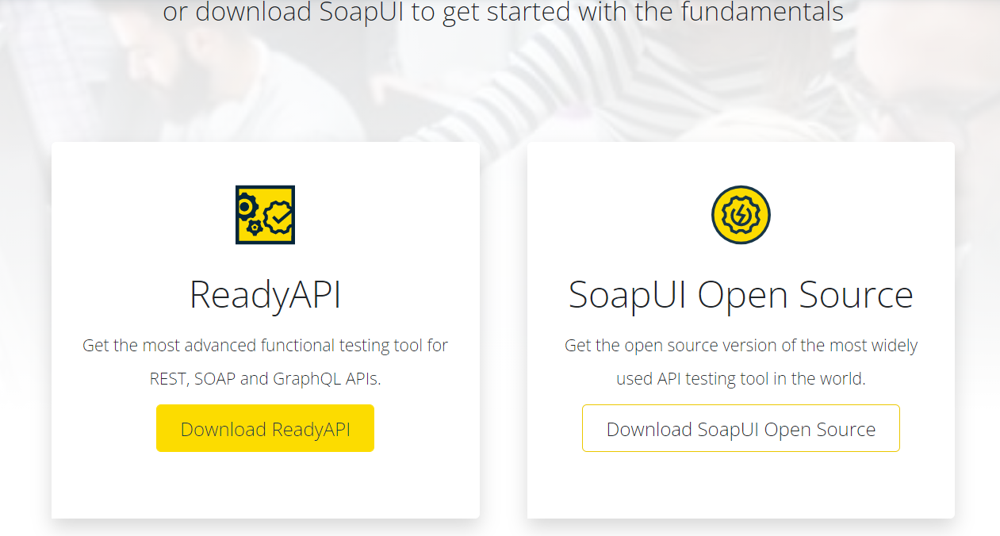 or download SoapUI to get started with the fundamentals
ReadyAPI
Get the most advanced functional testing tool for
REST, SOAP and GraphQL APIs.
Download ReadyAPI
SoapUI Open Source
Get the open source version of the most widely
used API testing tool in the world.
Download SoapUI Open Source